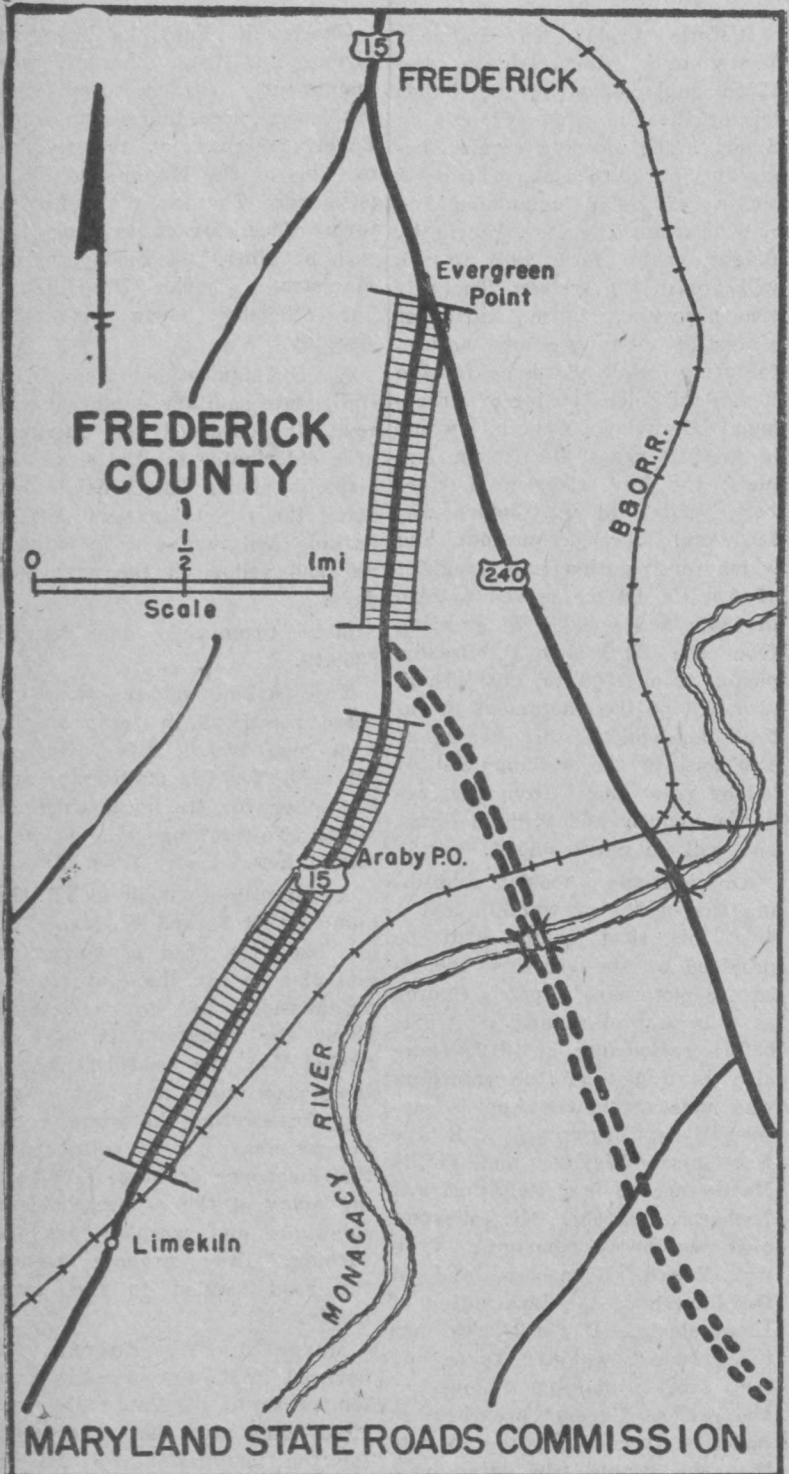 15
FREDERICK
Evergreen
Point
FREDERICK
COUNTY
0 1/2 1mi
Scale
B&O R.R.
240
Araby P.O.
15
MONACACY RIVER
Limekiln
MARYLAND STATE ROADS COMMISSION